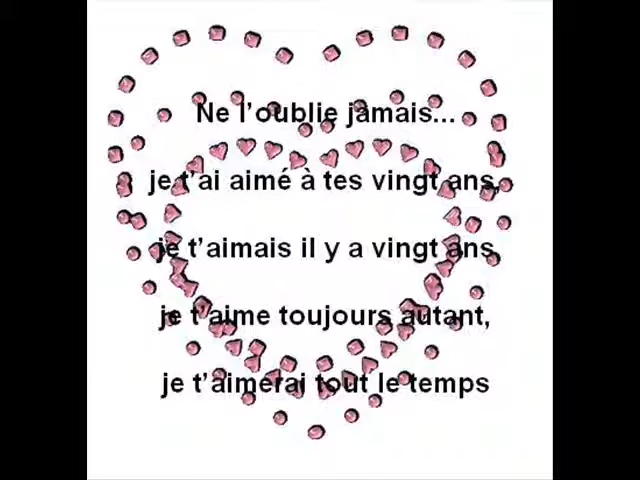 Ne l'oublie jamais...
je t'ai aimé à tes vingt ans,
je t'aimais il y a vingt ans
je t'aime toujours autant,
je t'aimerai tout le temps